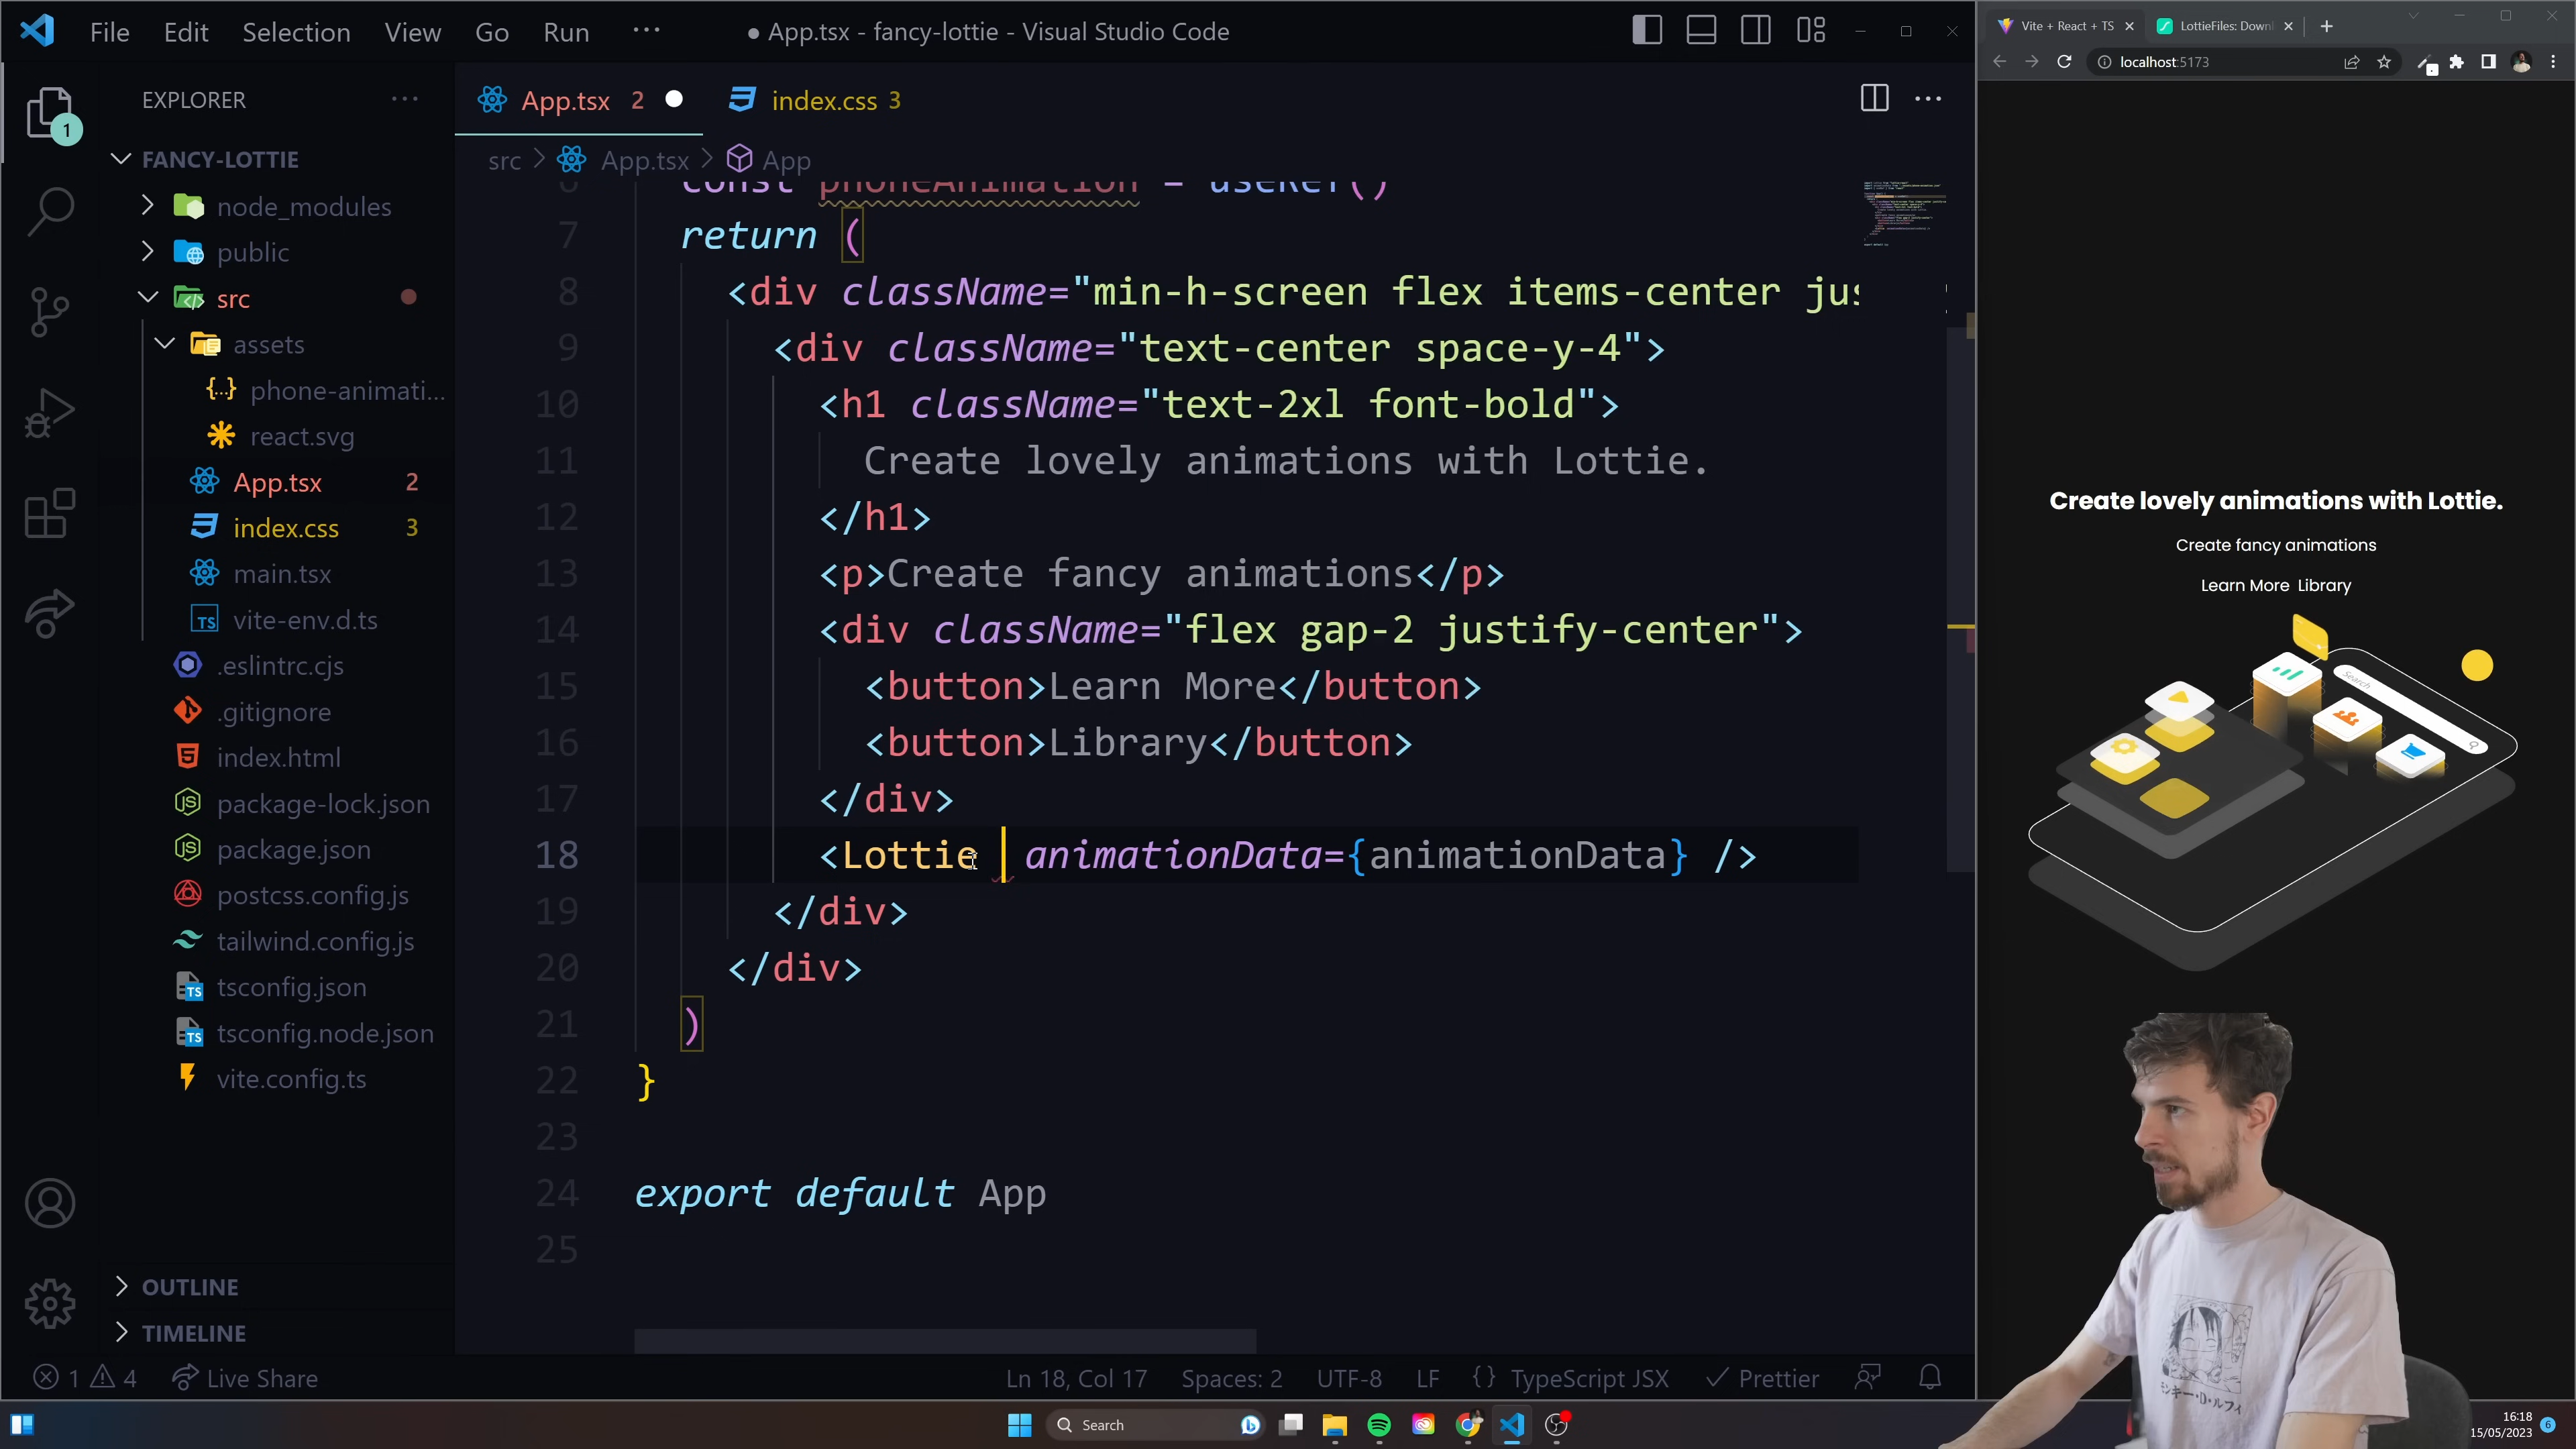 File Edit Selection View Go Run ··· ● App.tsx - fancy-lottie - Visual Studio Code
EXPLORER ···
1
FANCY-LOTTIE
node_modules
public
src
assets
phone-animati...
react.svg
App.tsx 2
index.css 3
main.tsx
vite-env.d.ts
.eslintrc.cjs
.gitignore
index.html
package-lock.json
package.json
postcss.config.js
tailwind.config.js
tsconfig.json
tsconfig.node.json
vite.config.ts
OUTLINE
TIMELINE
App.tsx 2 index.css 3
src > App.tsx > App
6 const phoneAnimation = useRef()
7 return (
8 <div className="min-h-screen flex items-center jus
9 <div className="text-center space-y-4">
10 <h1 className="text-2xl font-bold">
11 Create lovely animations with Lottie.
12 </h1>
13 <p>Create fancy animations</p>
14 <div className="flex gap-2 justify-center">
15 <button>Learn More</button>
16 <button>Library</button>
17 </div>
18 <Lottie animationData={animationData} />
19 </div>
20 </div>
21 )
22 }
23
24 export default App
25
1 4 Live Share Ln 18, Col 17 Spaces: 2 UTF-8 LF {} TypeScript JSX Prettier
Vite + React + TS LottieFiles: Downl
localhost:5173
Create lovely animations with Lottie.
Create fancy animations
Learn More Library
Search
Search
16:18
15/05/2023
6